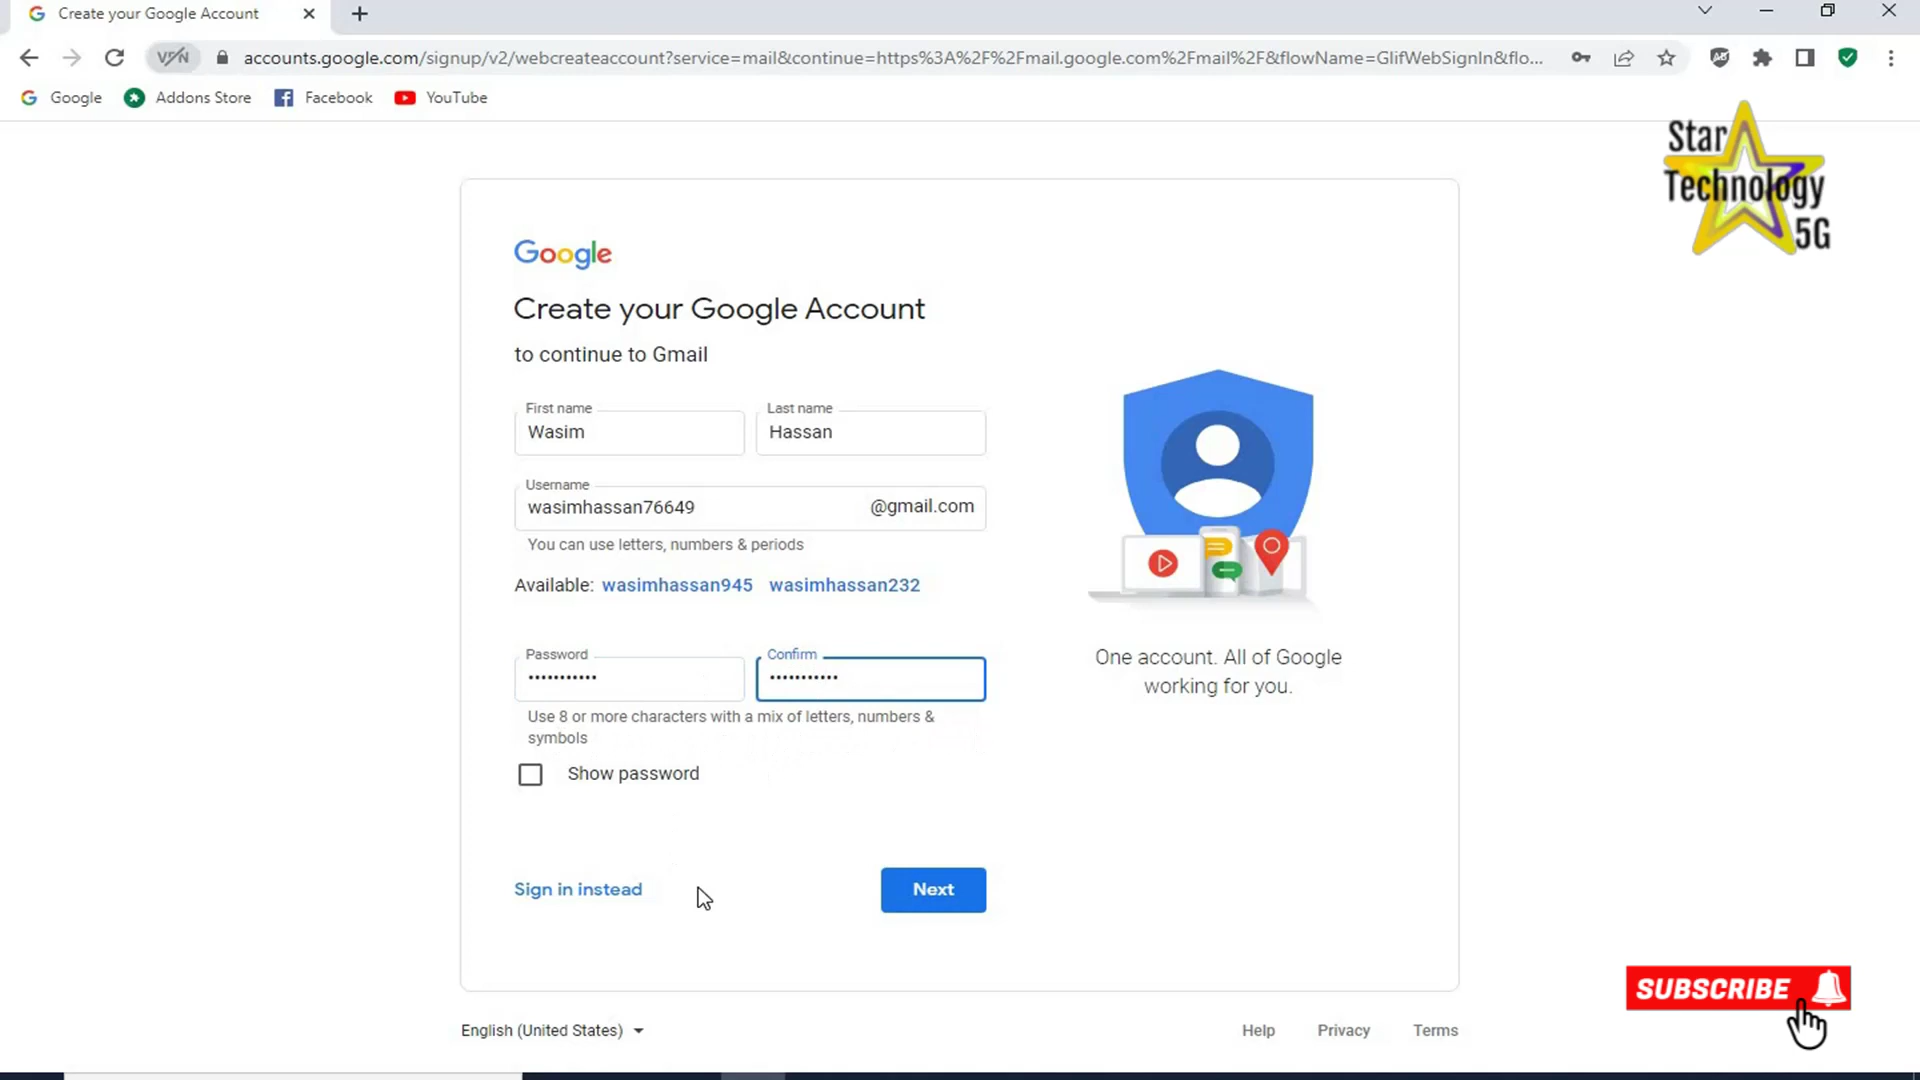 Create your Google Account
VPN
accounts.google.com/signup/v2/webcreateaccount?service=mail&continue=https%3A%2F%2Fmail.google.com%2Fmail%2F&flowName=GlifWebSignIn&flo...
Google
Addons Store
Facebook
YouTube
Star
Technology
5G
Google
Create your Google Account
to continue to Gmail
First name
Last name
Wasim
Hassan
Username
wasimhassan76649
@gmail.com
You can use letters, numbers & periods
Available: wasimhassan945 wasimhassan232
Password
Confirm
•••••••••••
•••••••••••
Use 8 or more characters with a mix of letters, numbers &
symbols
Show password
One account. All of Google
working for you.
Sign in instead
Next
SUBSCRIBE
English (United States)
Help
Privacy
Terms